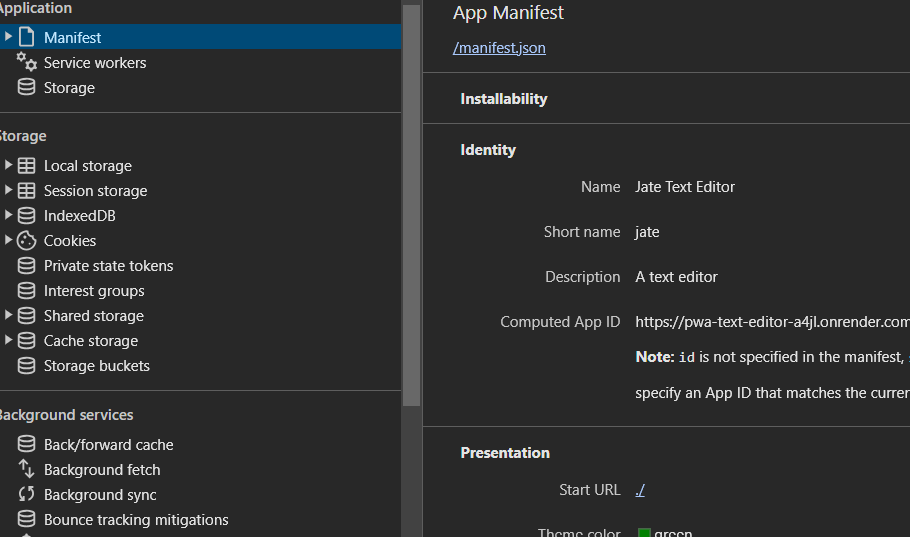 Application
Manifest
Service workers
Storage
Storage
Local storage
Session storage
IndexedDB
Cookies
Private state tokens
Interest groups
Shared storage
Cache storage
Storage buckets
Background services
Back/forward cache
Background fetch
Background sync
Bounce tracking mitigations
App Manifest
/manifest.json
Installability
Identity
Name Jate Text Editor
Short name jate
Description A text editor
Computed App ID https://pwa-text-editor-a4jl.onrender.com
Note: id is not specified in the manifest,
specify an App ID that matches the
Presentation
Start URL ./
Theme color green